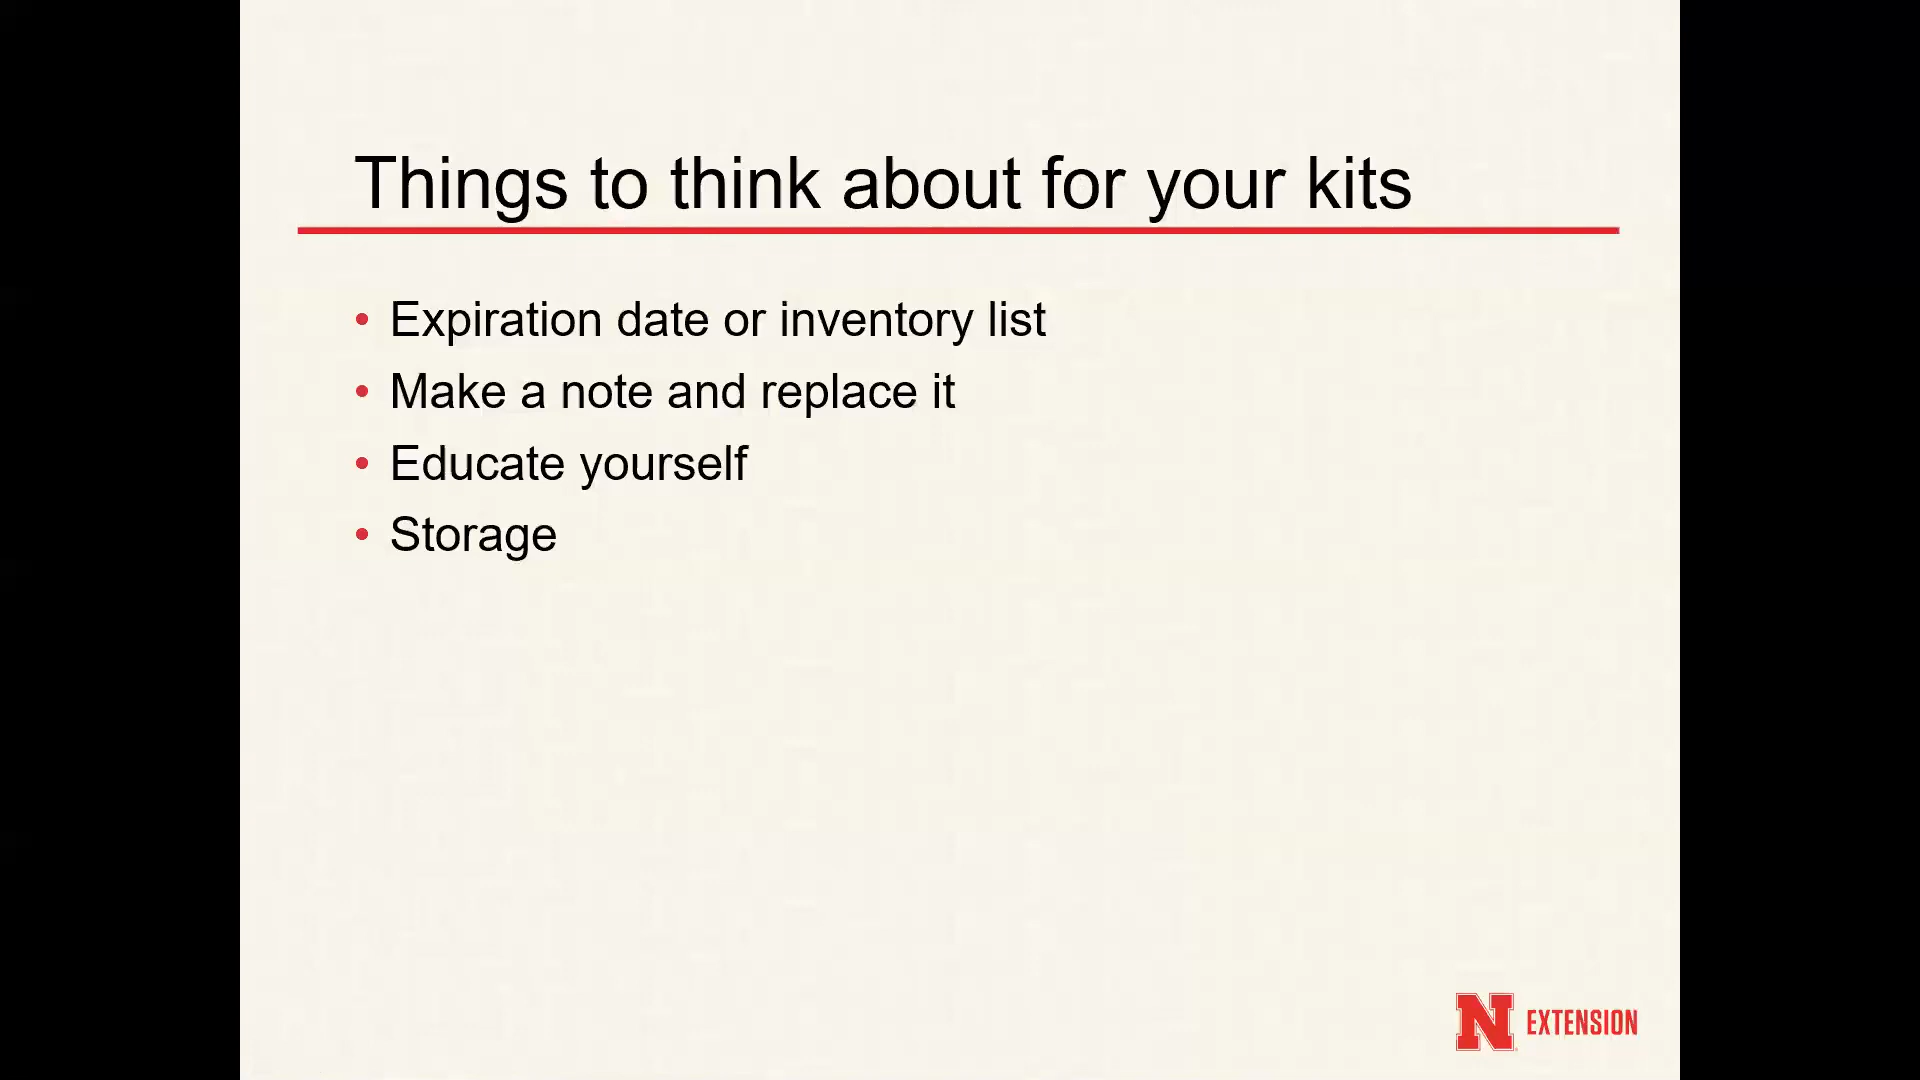 Things to think about for your kits
• Expiration date or inventory list
• Make a note and replace it
• Educate yourself
• Storage
N EXTENSION